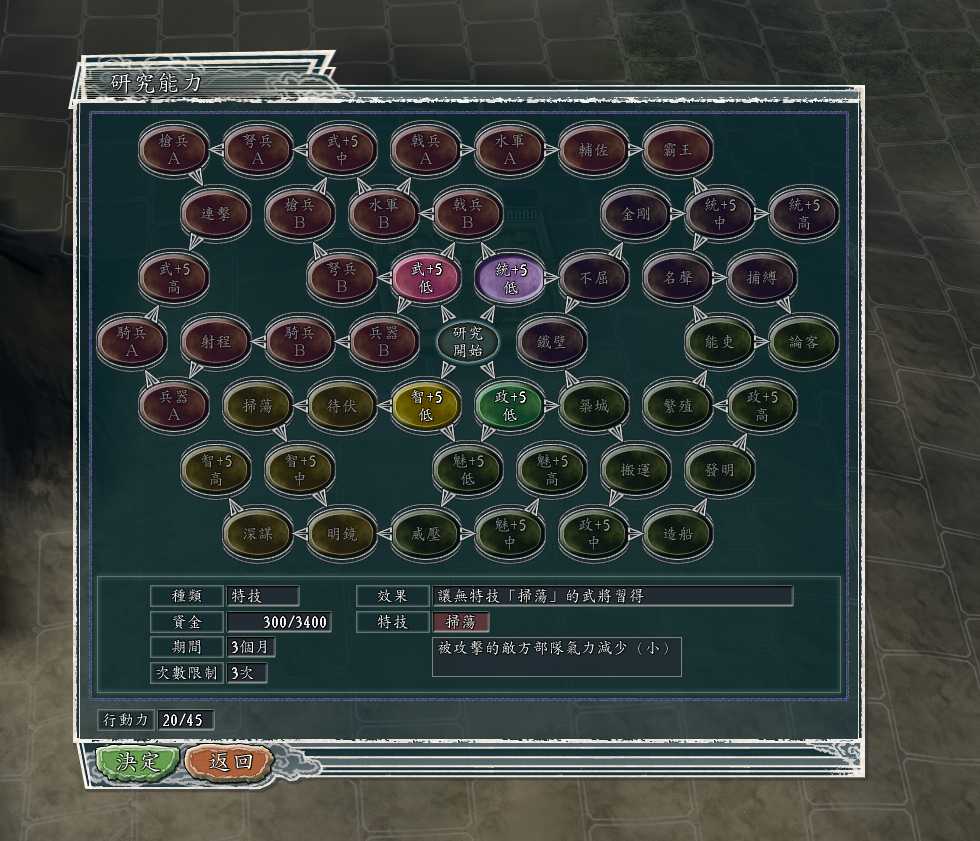 研究能力
槍兵 A 弩兵 A 武+5 中 戟兵 A 水軍 A 輔佐 霸王
連擊 槍兵 B 水軍 B 戟兵 B 金剛 統+5 中 統+5 高
武+5 高 弩兵 B 武+5 低 統+5 低 不屈 名聲 捕縛
騎兵 A 射程 騎兵 B 兵器 B 研究 開始 鐵壁 能吏 論客
兵器 A 掃蕩 待伏 智+5 低 政+5 低 築城 繁殖 政+5 高
智+5 高 智+5 中 魅+5 低 魅+5 高 搬運 發明
深謀 明鏡 威壓 魅+5 中 政+5 中 造船
種類 特技 效果 讓無特技「掃蕩」的武將習得
資金 300/3400 特技 掃蕩
期間 3個月 被攻擊的敵方部隊氣力減少（小）
次數限制 3次
行動力 20/45
決定 返回